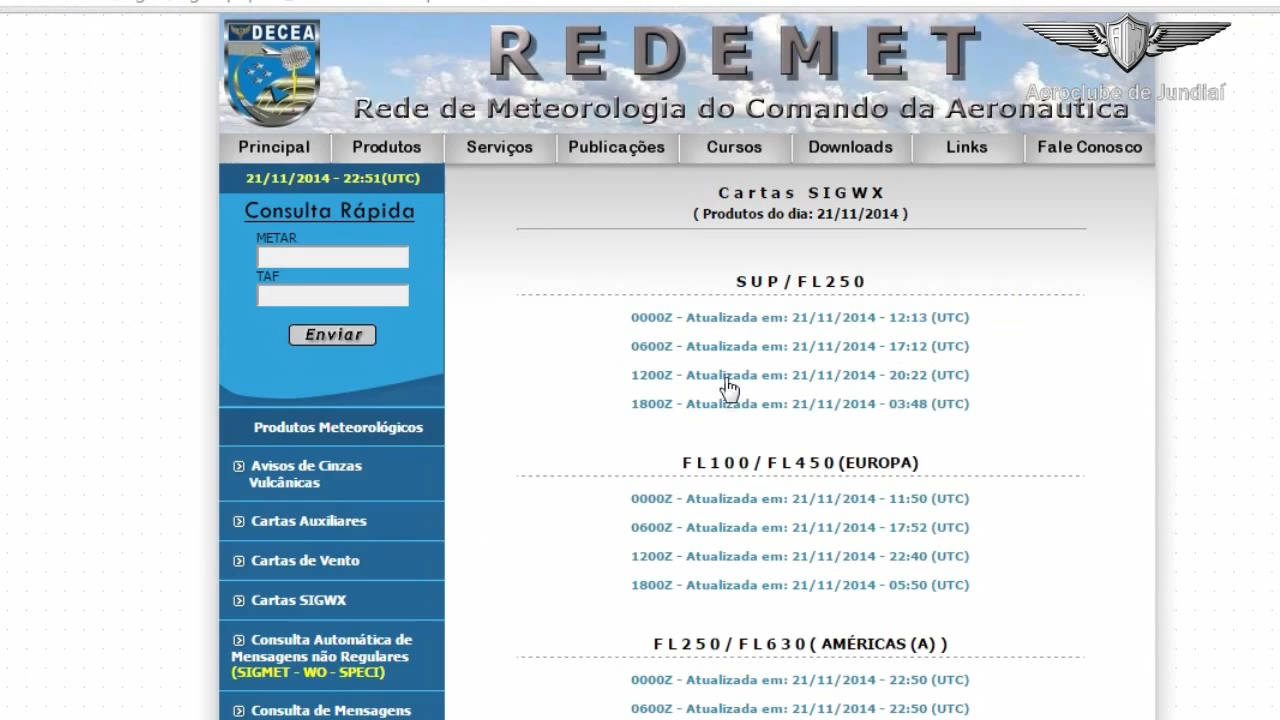 DECEA
REDEMET
Rede de Meteorologia do Comando da Aeronáutica
Aeroclube de Jundiaí
Principal
Produtos
Serviços
Publicações
Cursos
Downloads
Links
Fale Conosco
21/11/2014 - 22:51(UTC)
Consulta Rápida
METAR
TAF
Enviar
Produtos Meteorológicos
Avisos de Cinzas
Vulcânicas
Cartas Auxiliares
Cartas de Vento
Cartas SIGWX
Consulta Automática de
Mensagens não Regulares
(SIGMET - WO - SPECI)
Consulta de Mensagens
Cartas SIGWX
( Produtos do dia: 21/11/2014 )
SUP/FL250
0000Z - Atualizada em: 21/11/2014 - 12:13 (UTC)
0600Z - Atualizada em: 21/11/2014 - 17:12 (UTC)
1200Z - Atualizada em: 21/11/2014 - 20:22 (UTC)
1800Z - Atualizada em: 21/11/2014 - 03:48 (UTC)
FL100/FL450(EUROPA)
0000Z - Atualizada em: 21/11/2014 - 11:50 (UTC)
0600Z - Atualizada em: 21/11/2014 - 17:52 (UTC)
1200Z - Atualizada em: 21/11/2014 - 22:40 (UTC)
1800Z - Atualizada em: 21/11/2014 - 05:50 (UTC)
FL250/FL630( AMÉRICAS (A) )
0000Z - Atualizada em: 21/11/2014 - 22:50 (UTC)
0600Z - Atualizada em: 21/11/2014 - 22:50 (UTC)